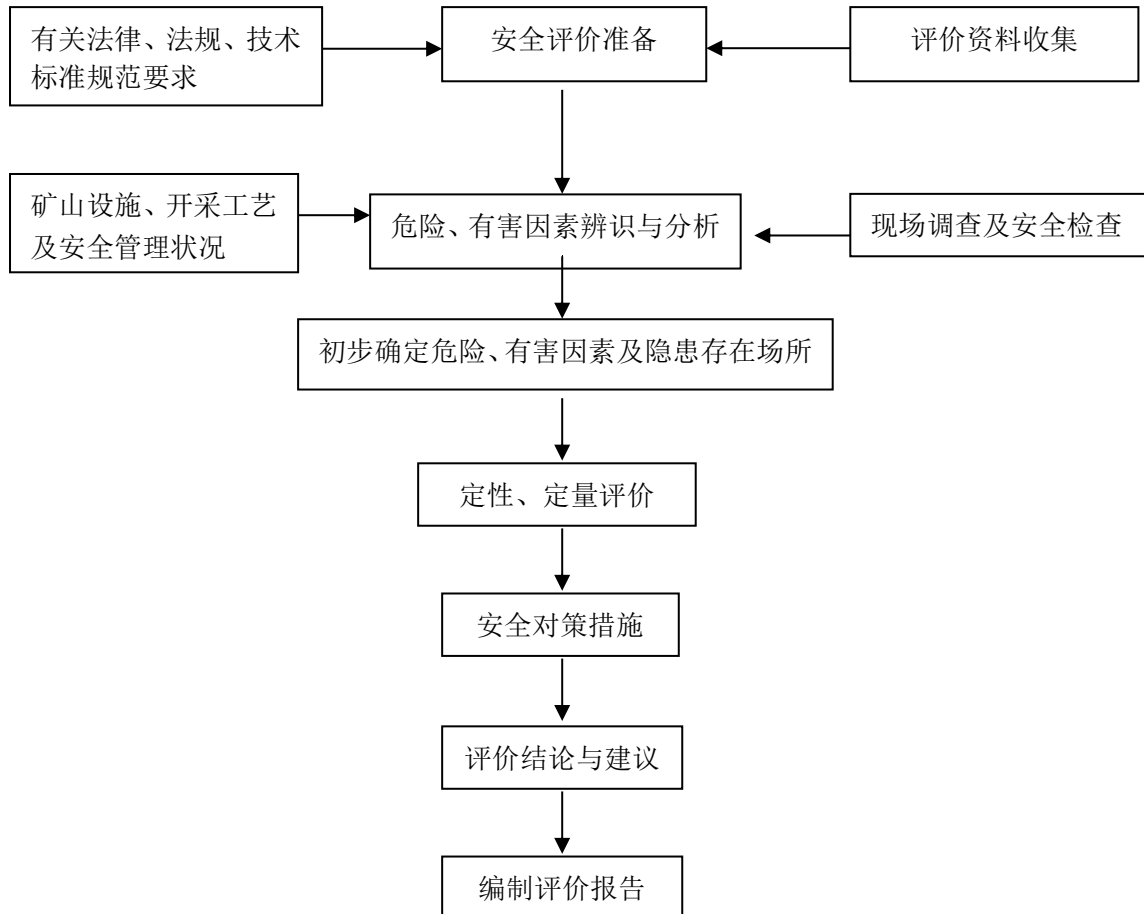 有关法律、法规、技术
标准规范要求
安全评价准备
评价资料收集
矿山设施、开采工艺
及安全管理状况
危险、有害因素辨识与分析
现场调查及安全检查
初步确定危险、有害因素及隐患存在场所
定性、定量评价
安全对策措施
评价结论与建议
编制评价报告